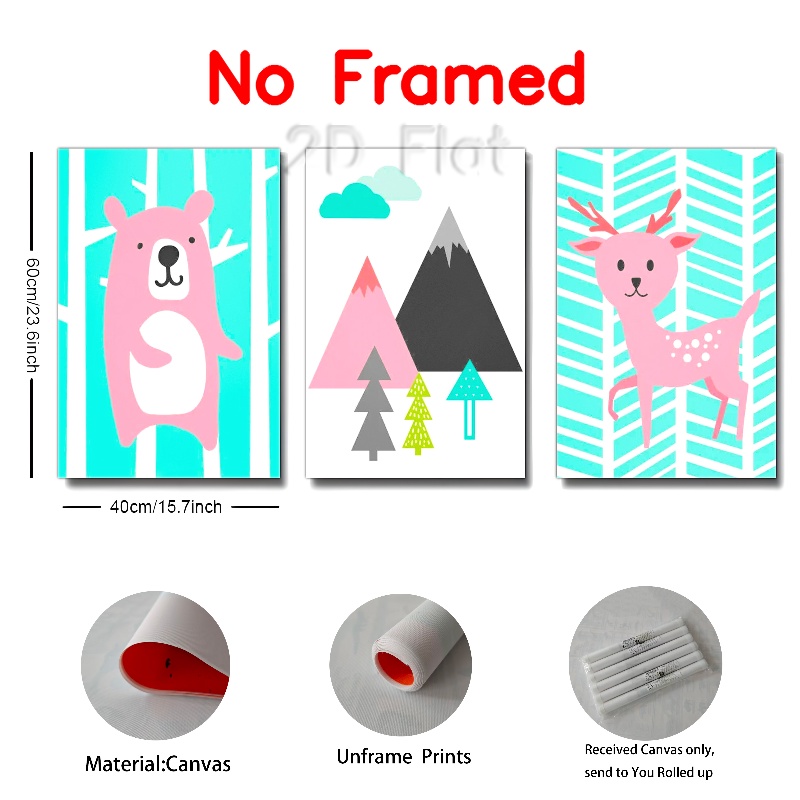 No Framed
2D Flat
60cm/23.6inch
40cm/15.7inch
Material:Canvas
Unframe Prints
Received Canvas only,
send to You Rolled up